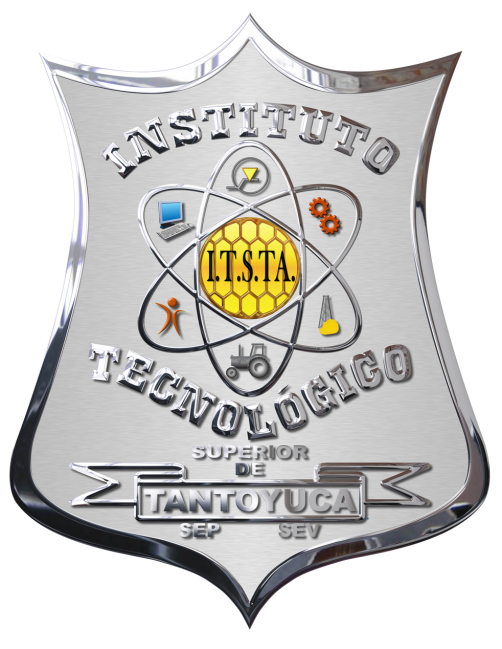 INSTITUTO
I.T.S.TA.
TECNOLÓGICO
SUPERIOR
DE
TANTOYUCA
SEP SEV